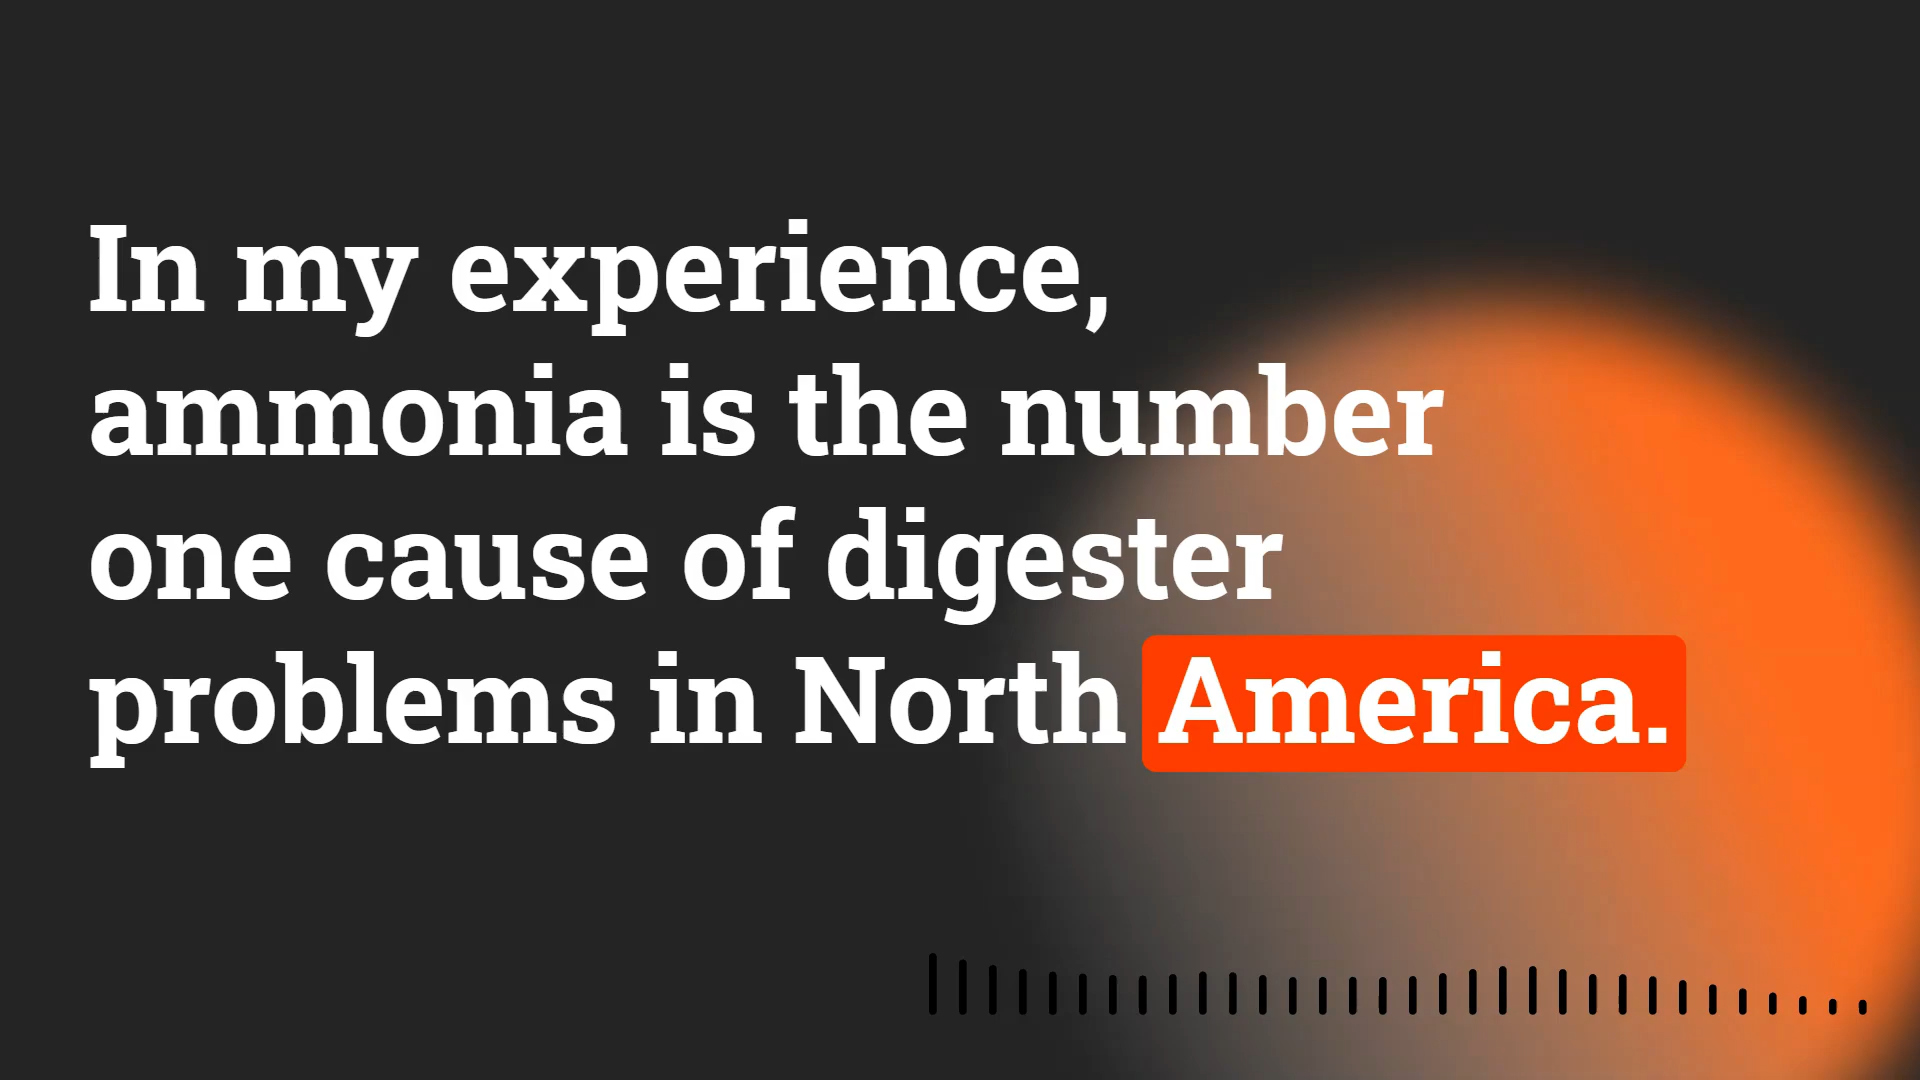 In my experience,
ammonia is the number
one cause of digester
problems in North America.